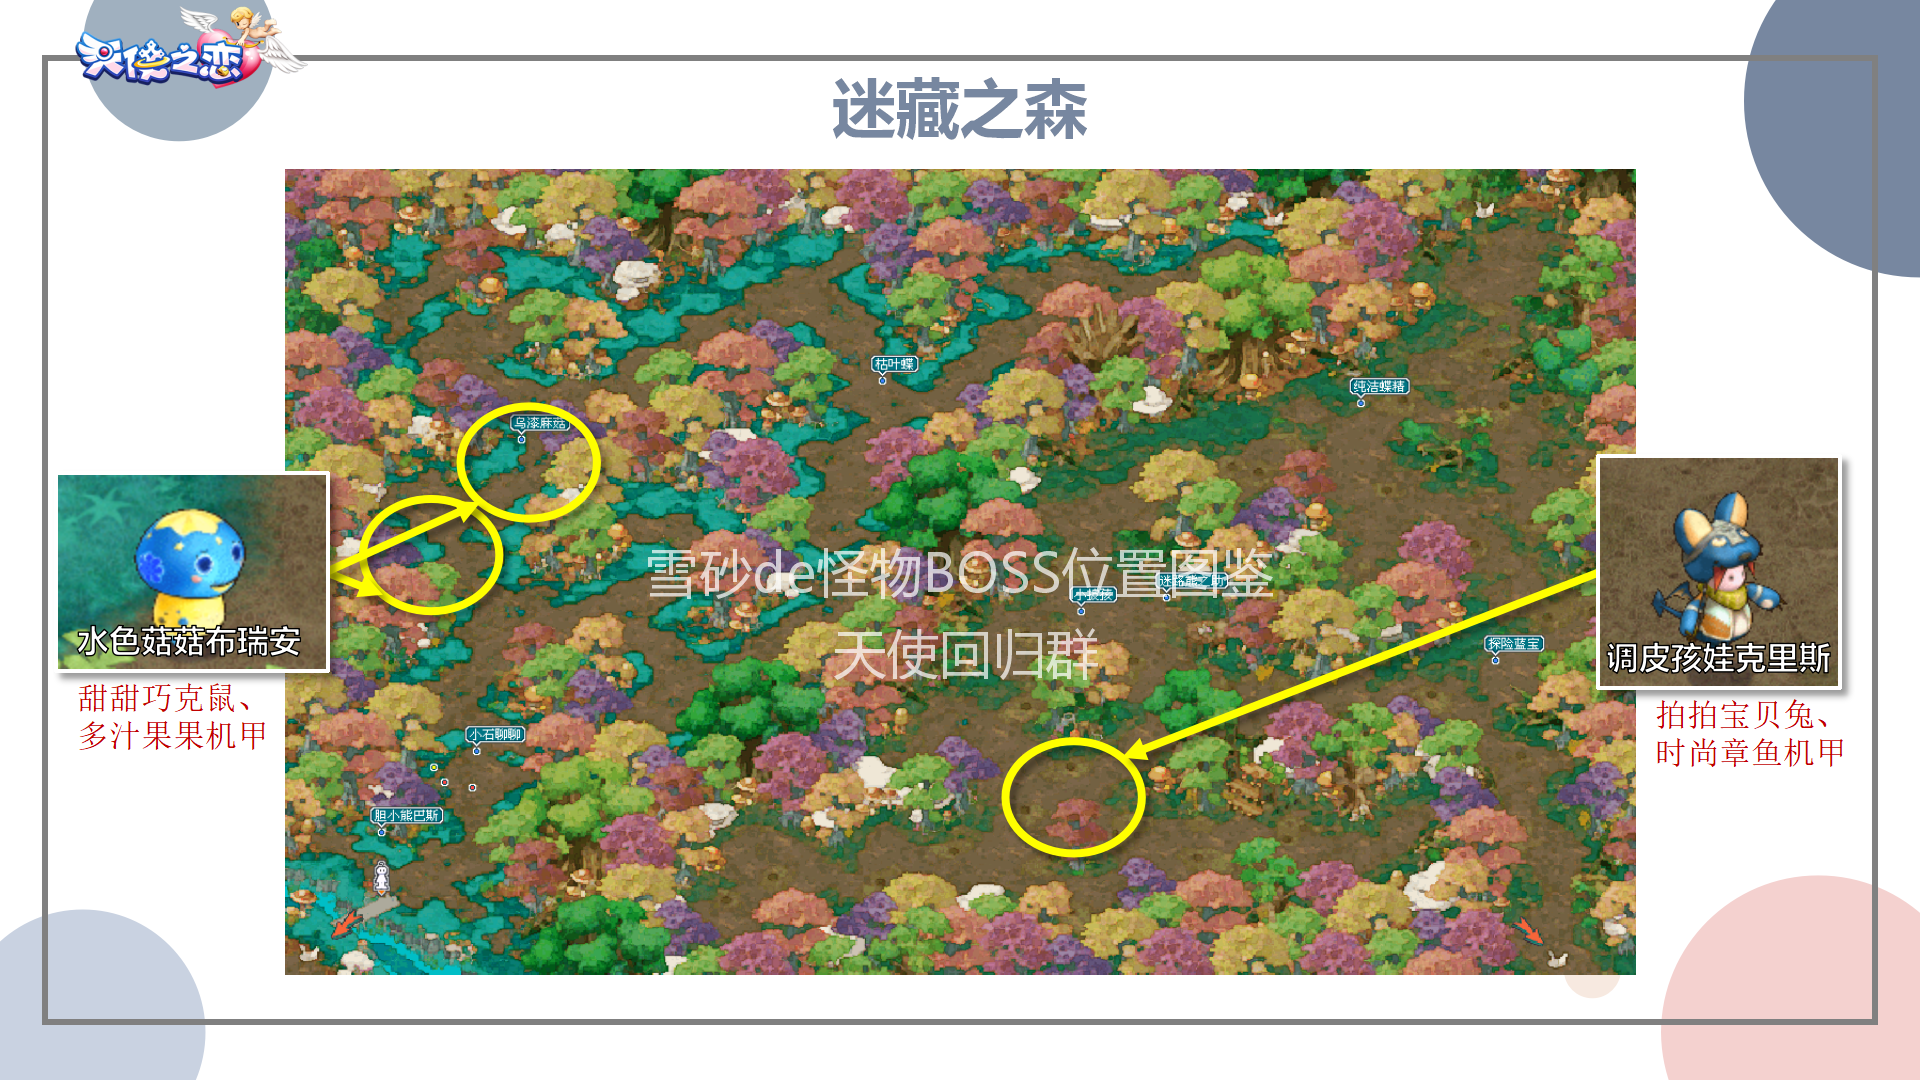 天使之恋
迷藏之森
枯叶蝶
纯洁蝶精
乌漆麻菇
雪砂de怪物BOSS位置图鉴
迷路熊之助
小援孩
天使回归群
探险蓝宝
水色菇菇布瑞安
调皮孩娃克里斯
甜甜巧克鼠、
多汁果果机甲
拍拍宝贝兔、
时尚章鱼机甲
小石聊聊
胆小熊巴斯